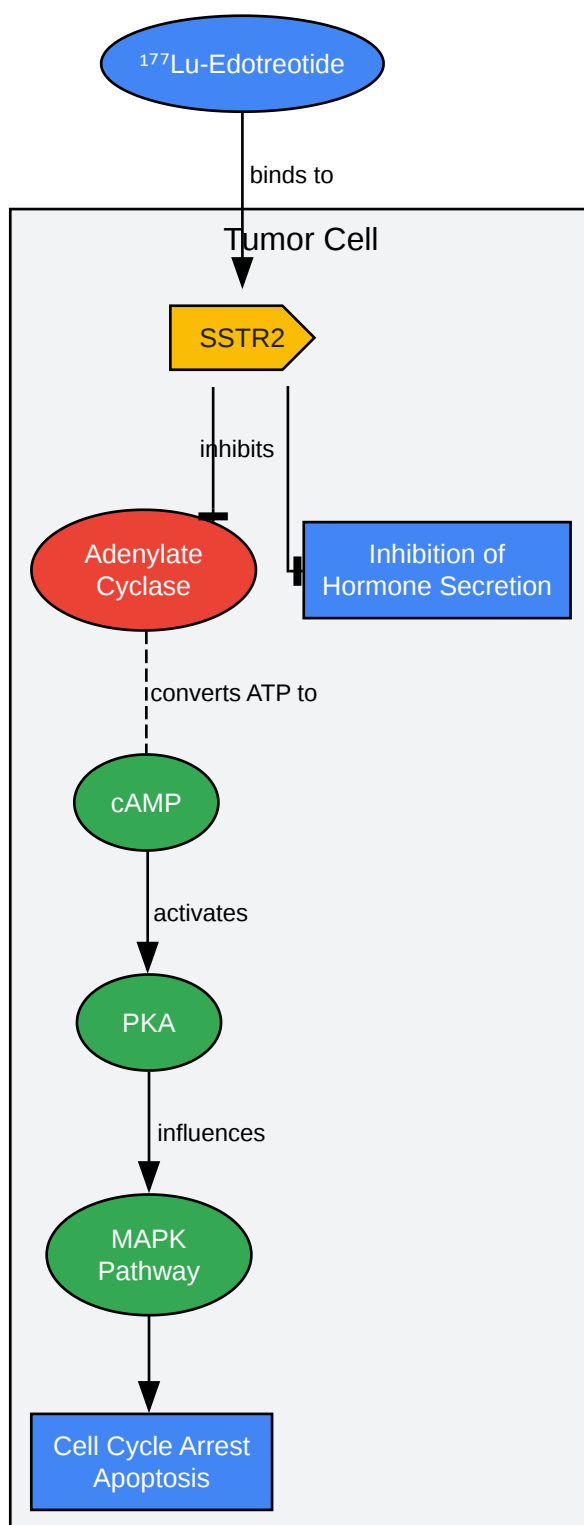 ¹⁷⁷Lu-Edotreotide
binds to
Tumor Cell
SSTR2
inhibits
Adenylate
Cyclase
Inhibition of
Hormone Secretion
converts ATP to
cAMP
activates
PKA
influences
MAPK
Pathway
Cell Cycle Arrest
Apoptosis